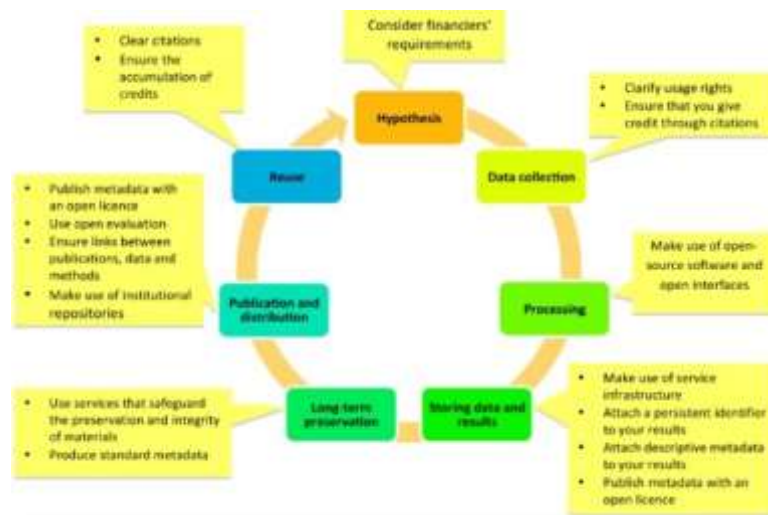 Consider financiers'
requirements
Hypothesis
• Clarify usage rights
• Ensure that you give
credit through citations
Data collection
Make use of open-
source software and
open interfaces
Processing
• Make use of service
infrastructure
• Attach a persistent identifier
to your results
• Attach descriptive metadata
to your results
• Publish metadata with an
open licence
Storing data and
results
• Use services that safeguard
the preservation and integrity
of materials
• Produce standard metadata
Long-term
preservation
• Publish metadata with
an open licence
• Use open evaluation
• Ensure links between
publications, data and
methods
• Make use of institutional
repositories
Publication and
distribution
• Clear citations
• Ensure the
accumulation of
credits
Reuse